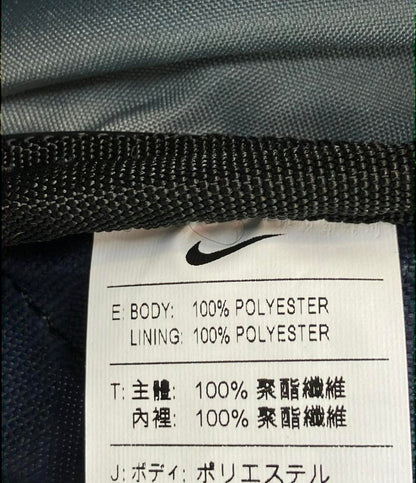 E: BODY: 100% POLYESTER
LINING: 100% POLYESTER
T: 主體: 100% 聚酯纖維
內裡: 100% 聚酯纖維
J: ボディ: ポリエステル